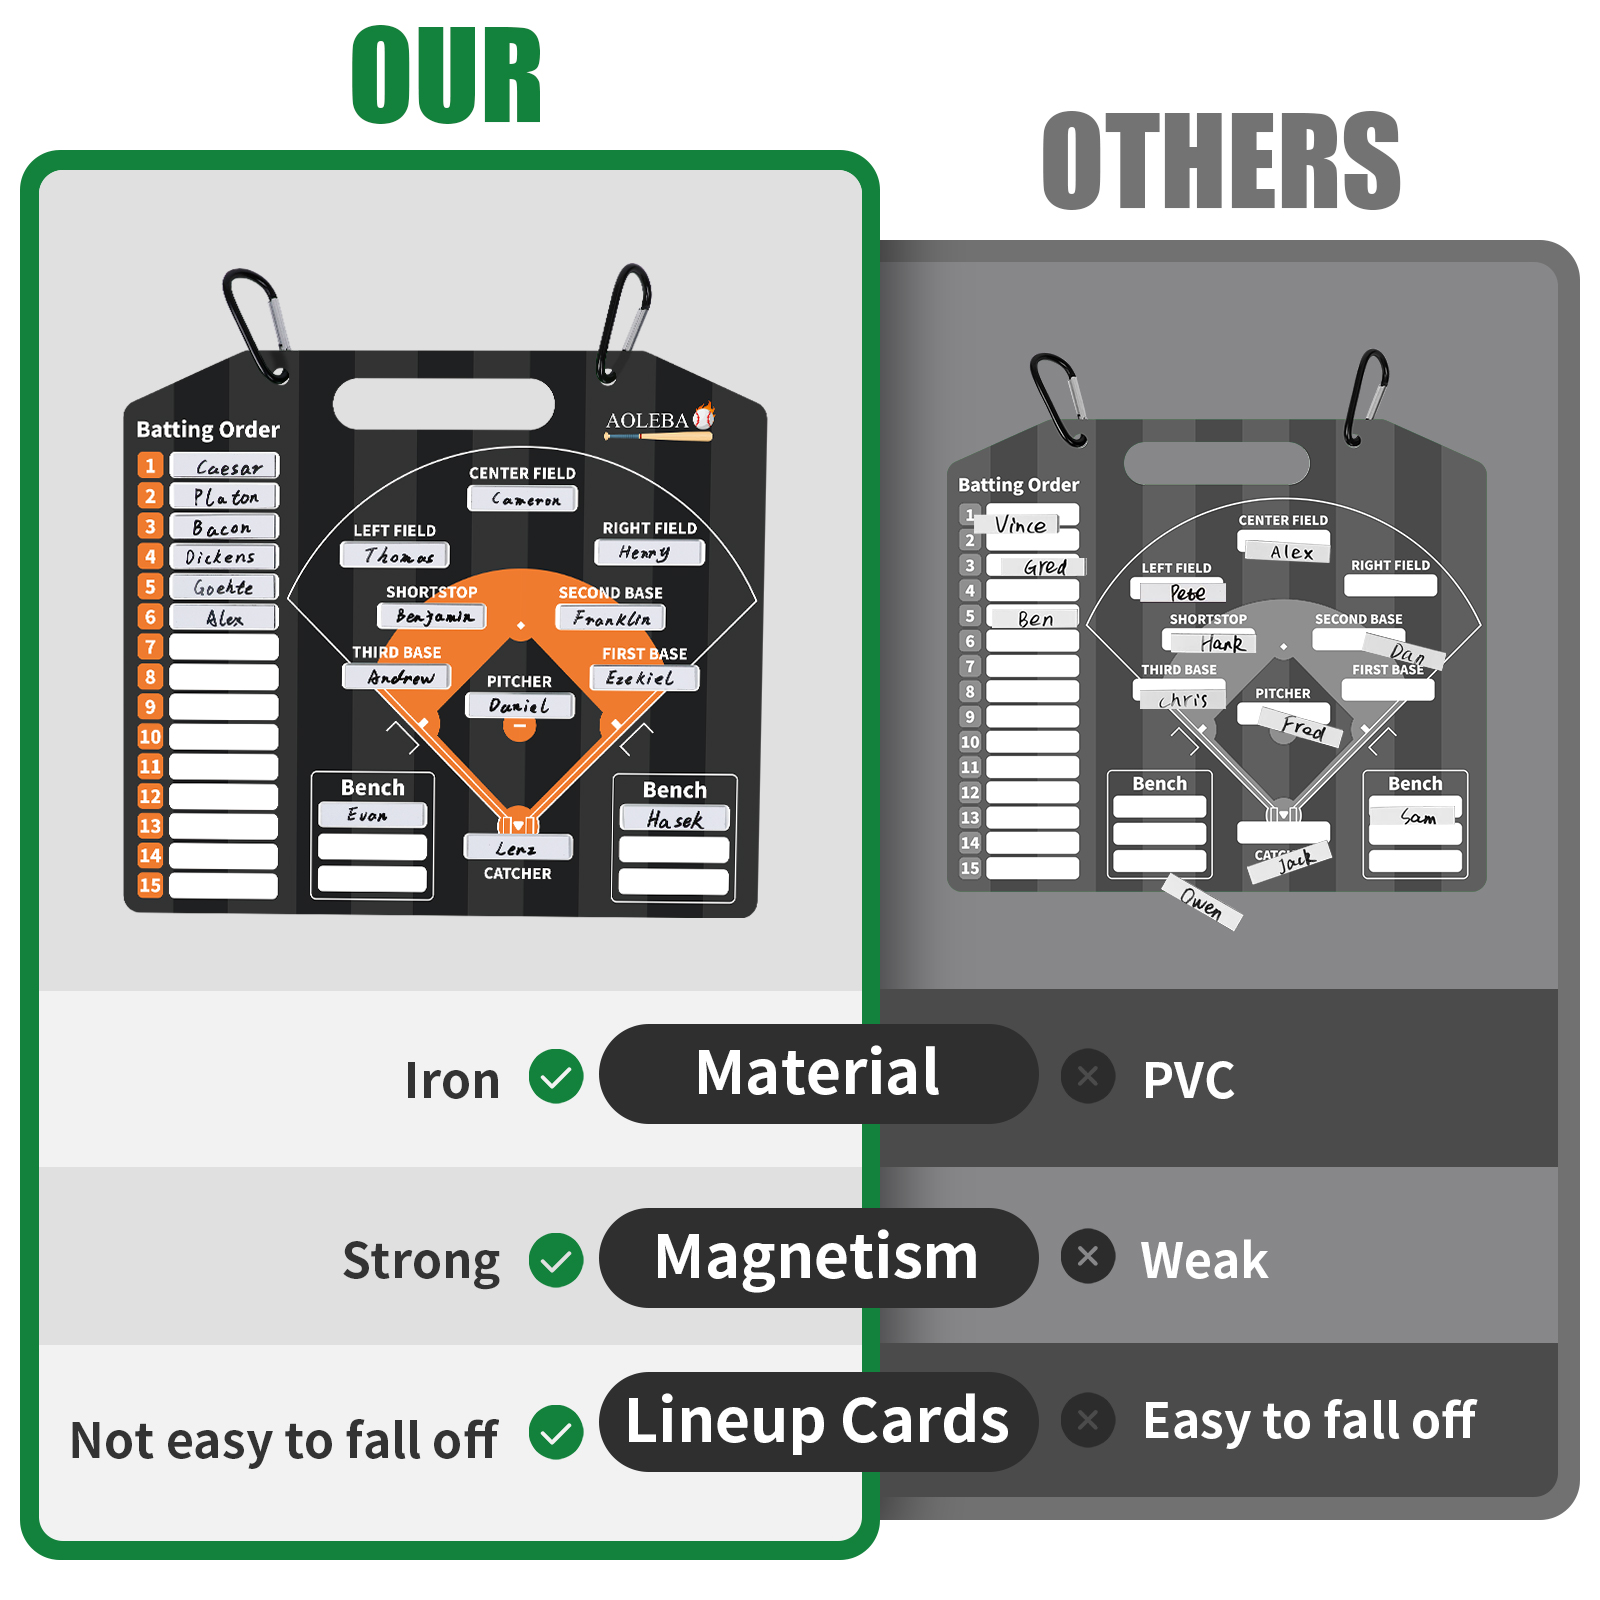 OUR
OTHERS
AOLEBA
Batting Order
1 Caesar
2 Platon
3 Bacon
4 Dickens
5 Goehte
6 Alex
7
8
9
10
11
12
13
14
15
CENTER FIELD
Cameron
LEFT FIELD
Thomas
RIGHT FIELD
Henry
SHORTSTOP
Benjamin
SECOND BASE
Franklin
THIRD BASE
Andrew
FIRST BASE
Ezekiel
PITCHER
Daniel
Bench
Evan
Bench
Hasek
Lenz
CATCHER
Batting Order
1 Vince
2
3 Gred
4
5 Ben
6
7
8
9
10
11
12
13
14
15
CENTER FIELD
Alex
LEFT FIELD
Pete
RIGHT FIELD
SHORTSTOP
Hank
SECOND BASE
Dan
THIRD BASE
Chris
FIRST BASE
PITCHER
Fred
Bench
Bench
Sam
Jack
Owen
Iron
Material
PVC
Strong
Magnetism
Weak
Not easy to fall off
Lineup Cards
Easy to fall off